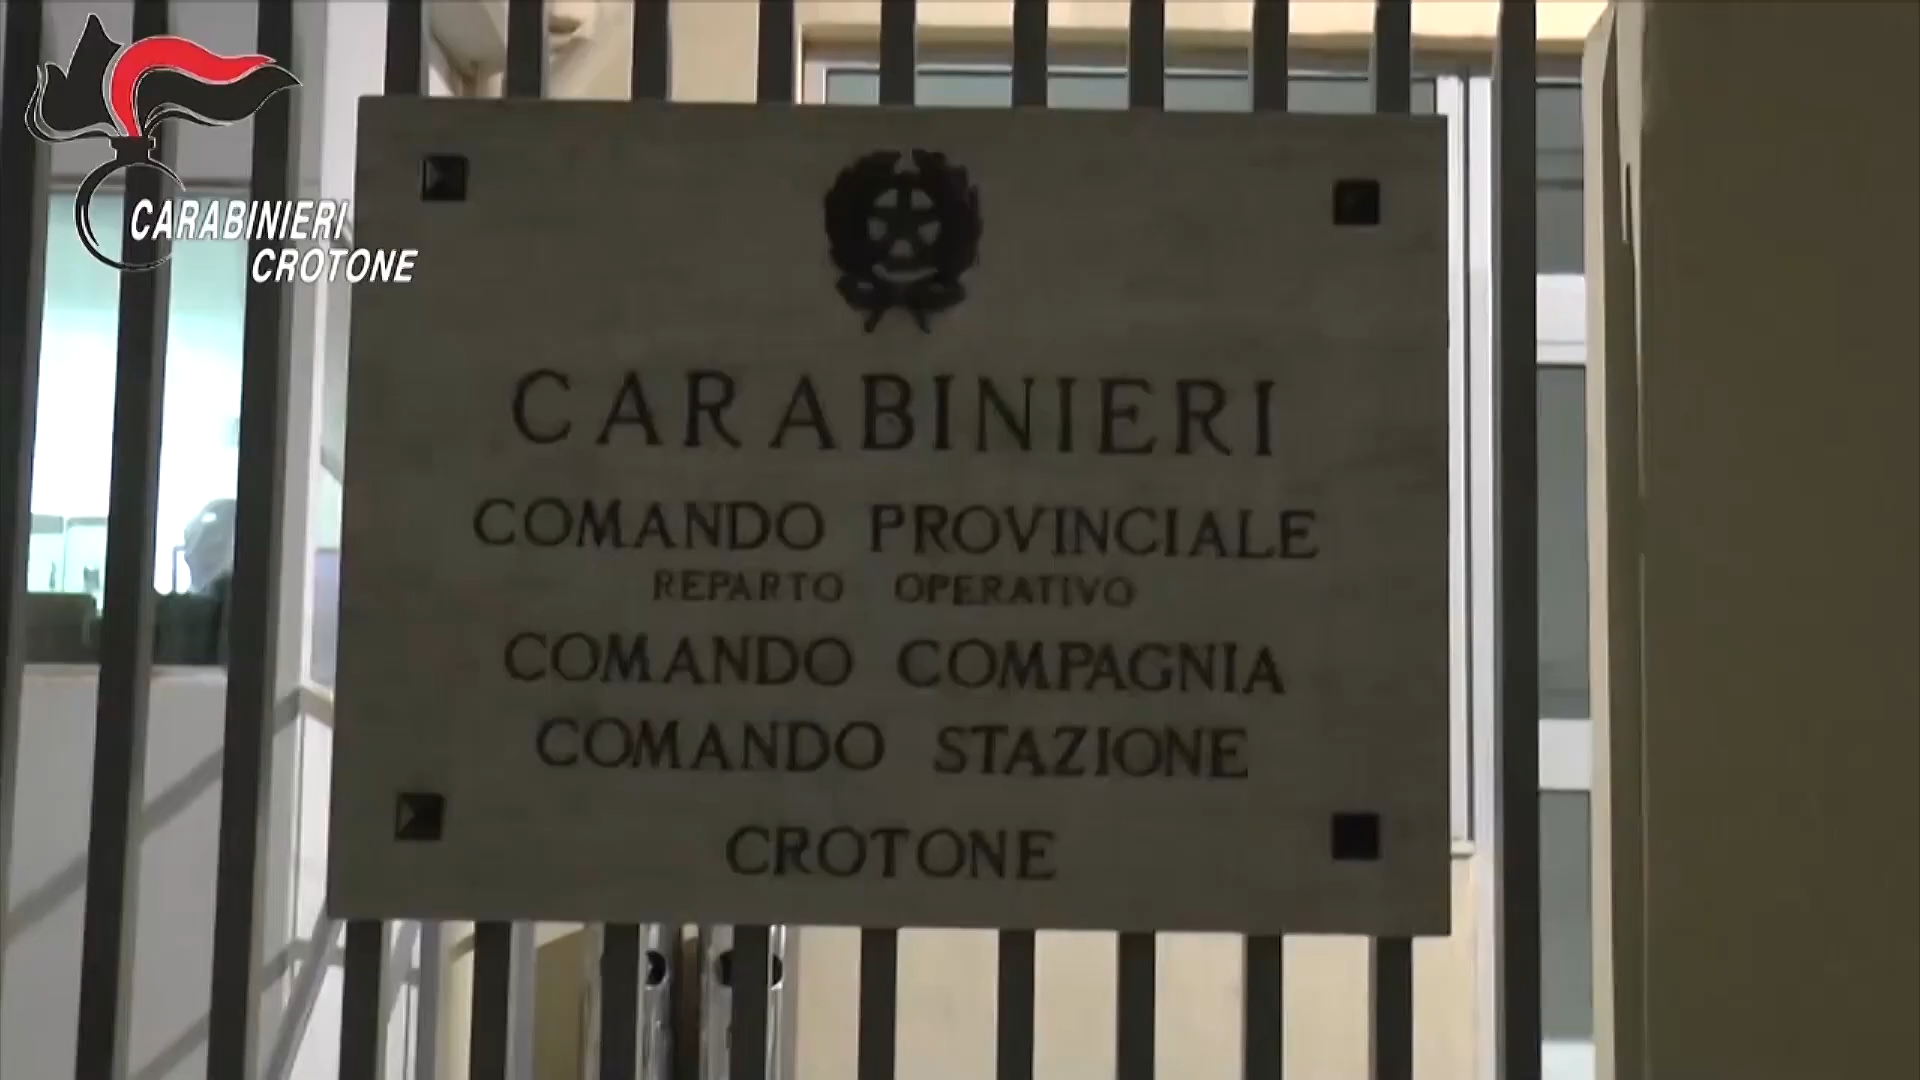 CARABINIERI
CROTONE
CARABINIERI
COMANDO PROVINCIALE
REPARTO OPERATIVO
COMANDO COMPAGNIA
COMANDO STAZIONE
CROTONE